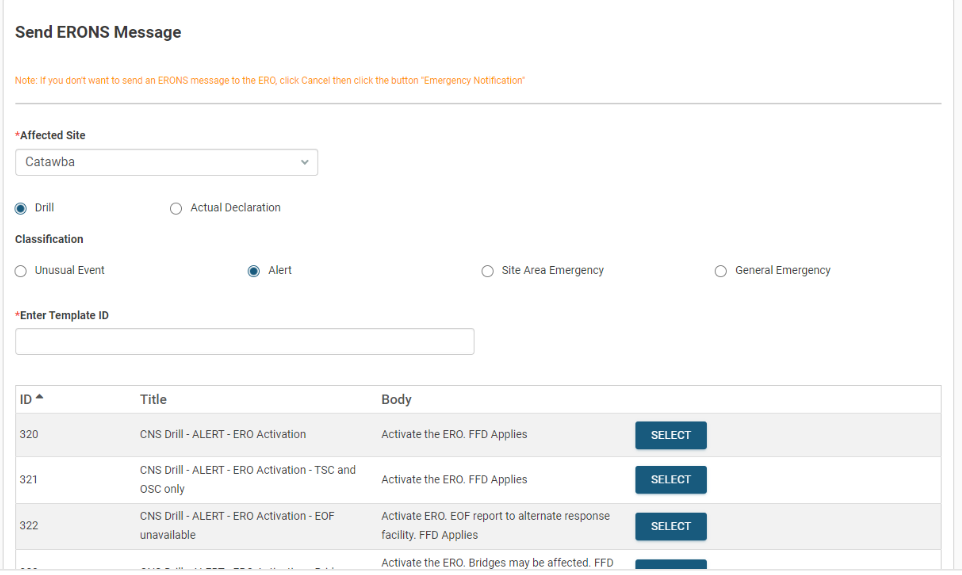 Send ERONS Message
Note: If you don't want to send an ERONS message to the ERO, click Cancel then click the button "Emergency Notification"
*Affected Site
Catawba
Drill Actual Declaration
Classification
Unusual Event Alert Site Area Emergency General Emergency
*Enter Template ID
ID Title Body
320 CNS Drill - ALERT - ERO Activation Activate the ERO. FFD Applies SELECT
321 CNS Drill - ALERT - ERO Activation - TSC and OSC only Activate the ERO. FFD Applies SELECT
322 CNS Drill - ALERT - ERO Activation - EOF unavailable Activate ERO. EOF report to alternate response facility. FFD Applies SELECT
Activate the ERO. Bridges may be affected. FFD